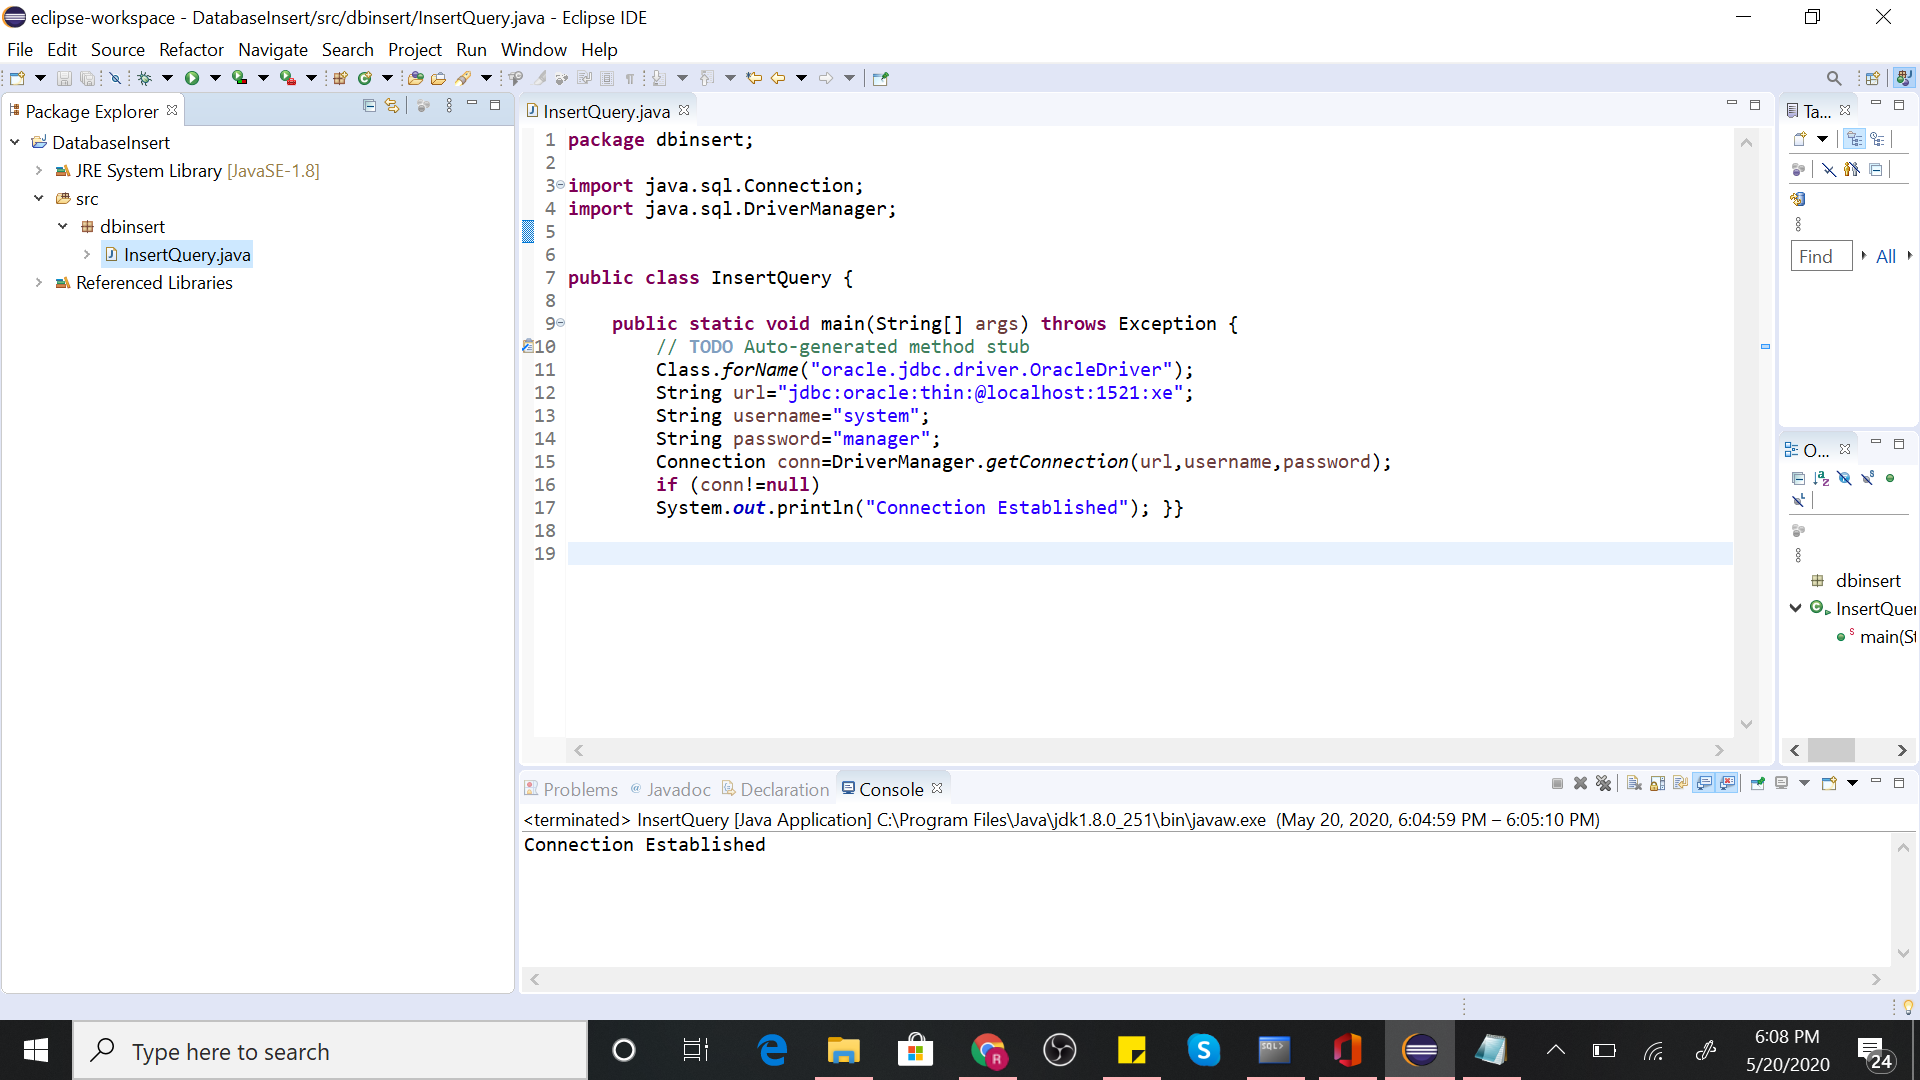 eclipse-workspace - DatabaseInsert/src/dbinsert/InsertQuery.java - Eclipse IDE
File Edit Source Refactor Navigate Search Project Run Window Help
Package Explorer
DatabaseInsert
JRE System Library [JavaSE-1.8]
src
dbinsert
InsertQuery.java
Referenced Libraries
InsertQuery.java
1 package dbinsert;
2
3 import java.sql.Connection;
4 import java.sql.DriverManager;
5
6
7 public class InsertQuery {
8
9     public static void main(String[] args) throws Exception {
10         // TODO Auto-generated method stub
11         Class.forName("oracle.jdbc.driver.OracleDriver");
12         String url="jdbc:oracle:thin:@localhost:1521:xe";
13         String username="system";
14         String password="manager";
15         Connection conn=DriverManager.getConnection(url,username,password);
16         if (conn!=null)
17         System.out.println("Connection Established"); }}
18
19
Ta...
Find All
O...
dbinsert
InsertQuer
main(St
Problems @ Javadoc Declaration Console
<terminated> InsertQuery [Java Application] C:\Program Files\Java\jdk1.8.0_251\bin\javaw.exe (May 20, 2020, 6:04:59 PM – 6:05:10 PM)
Connection Established
Type here to search
R
S
SQL>
6:08 PM
5/20/2020
24